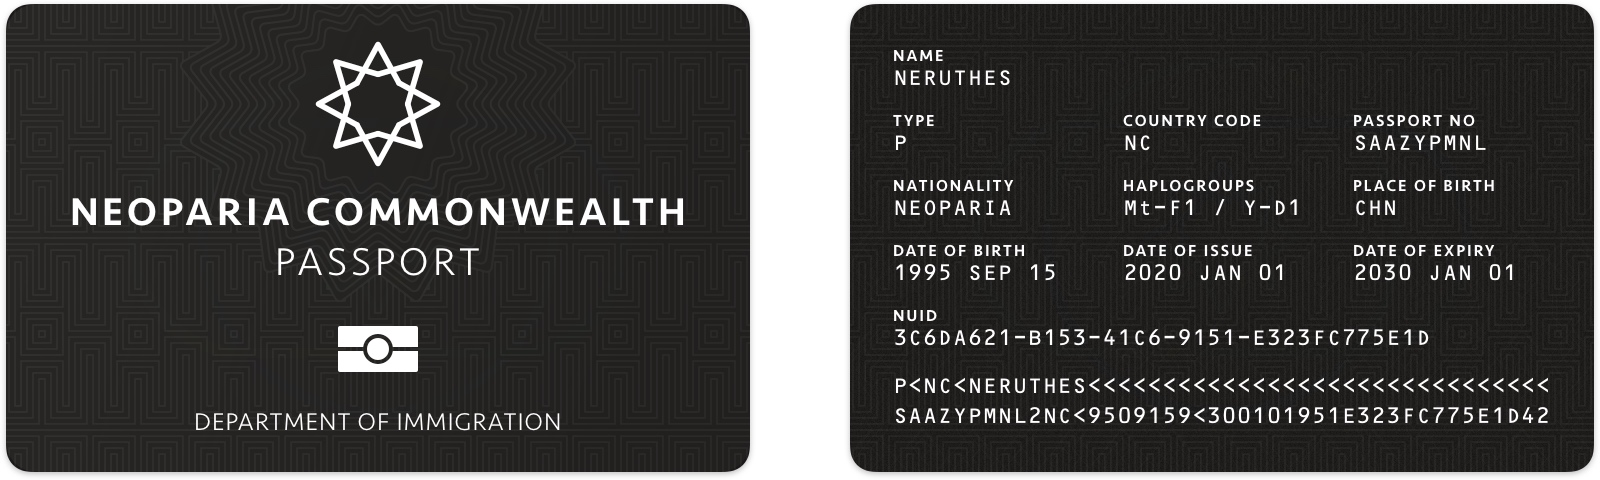 NEOPARIA COMMONWEALTH
PASSPORT
DEPARTMENT OF IMMIGRATION
NAME
NERUTHES
TYPE COUNTRY CODE PASSPORT NO
P NC SAAZYPMNL
NATIONALITY HAPLOGROUPS PLACE OF BIRTH
NEOPARIA Mt-F1 / Y-D1 CHN
DATE OF BIRTH DATE OF ISSUE DATE OF EXPIRY
1995 SEP 15 2020 JAN 01 2030 JAN 01
NUID
3C6DA621-B153-41C6-9151-E323FC775E1D
P<NC<NERUTHES<<<<<<<<<<<<<<<<<<<<<<<<<<<<<<<
SAAZYPMNL2NC<9509159<300101951E323FC775E1D42